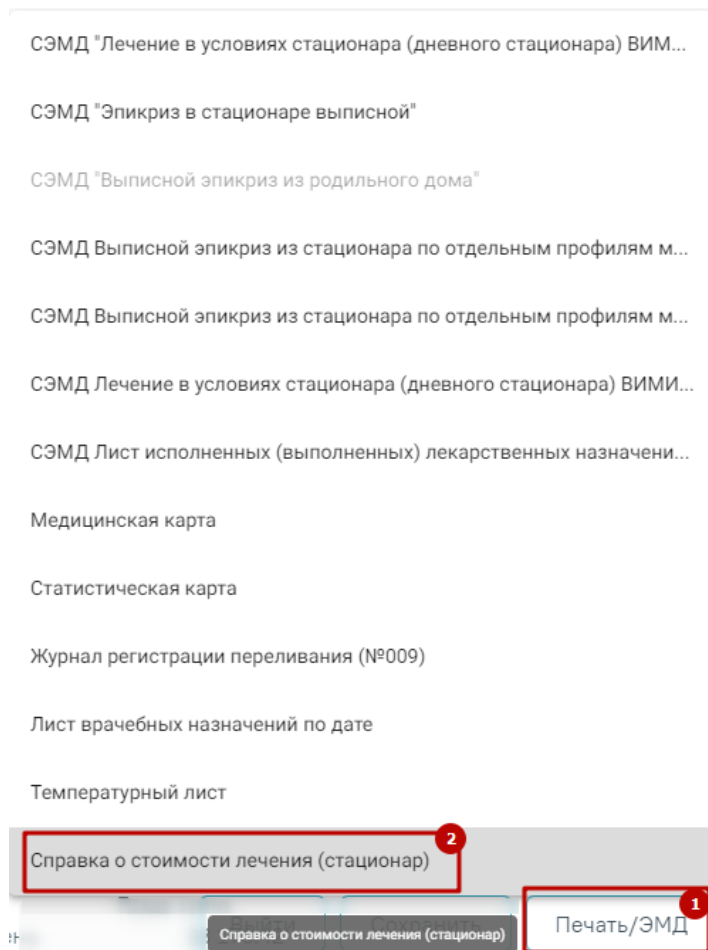 СЭМД "Лечение в условиях стационара (дневного стационара) ВИМ...
СЭМД "Эпикриз в стационаре выписной"
СЭМД "Выписной эпикриз из родильного дома"
СЭМД Выписной эпикриз из стационара по отдельным профилям м...
СЭМД Выписной эпикриз из стационара по отдельным профилям м...
СЭМД Лечение в условиях стационара (дневного стационара) ВИМИ...
СЭМД Лист исполненных (выполненных) лекарственных назначени...
Медицинская карта
Статистическая карта
Журнал регистрации переливания (№009)
Лист врачебных назначений по дате
Температурный лист
2
Справка о стоимости лечения (стационар)
1
Выйти Сохранить Печать/ЭМД
Справка о стоимости лечения (стационар)